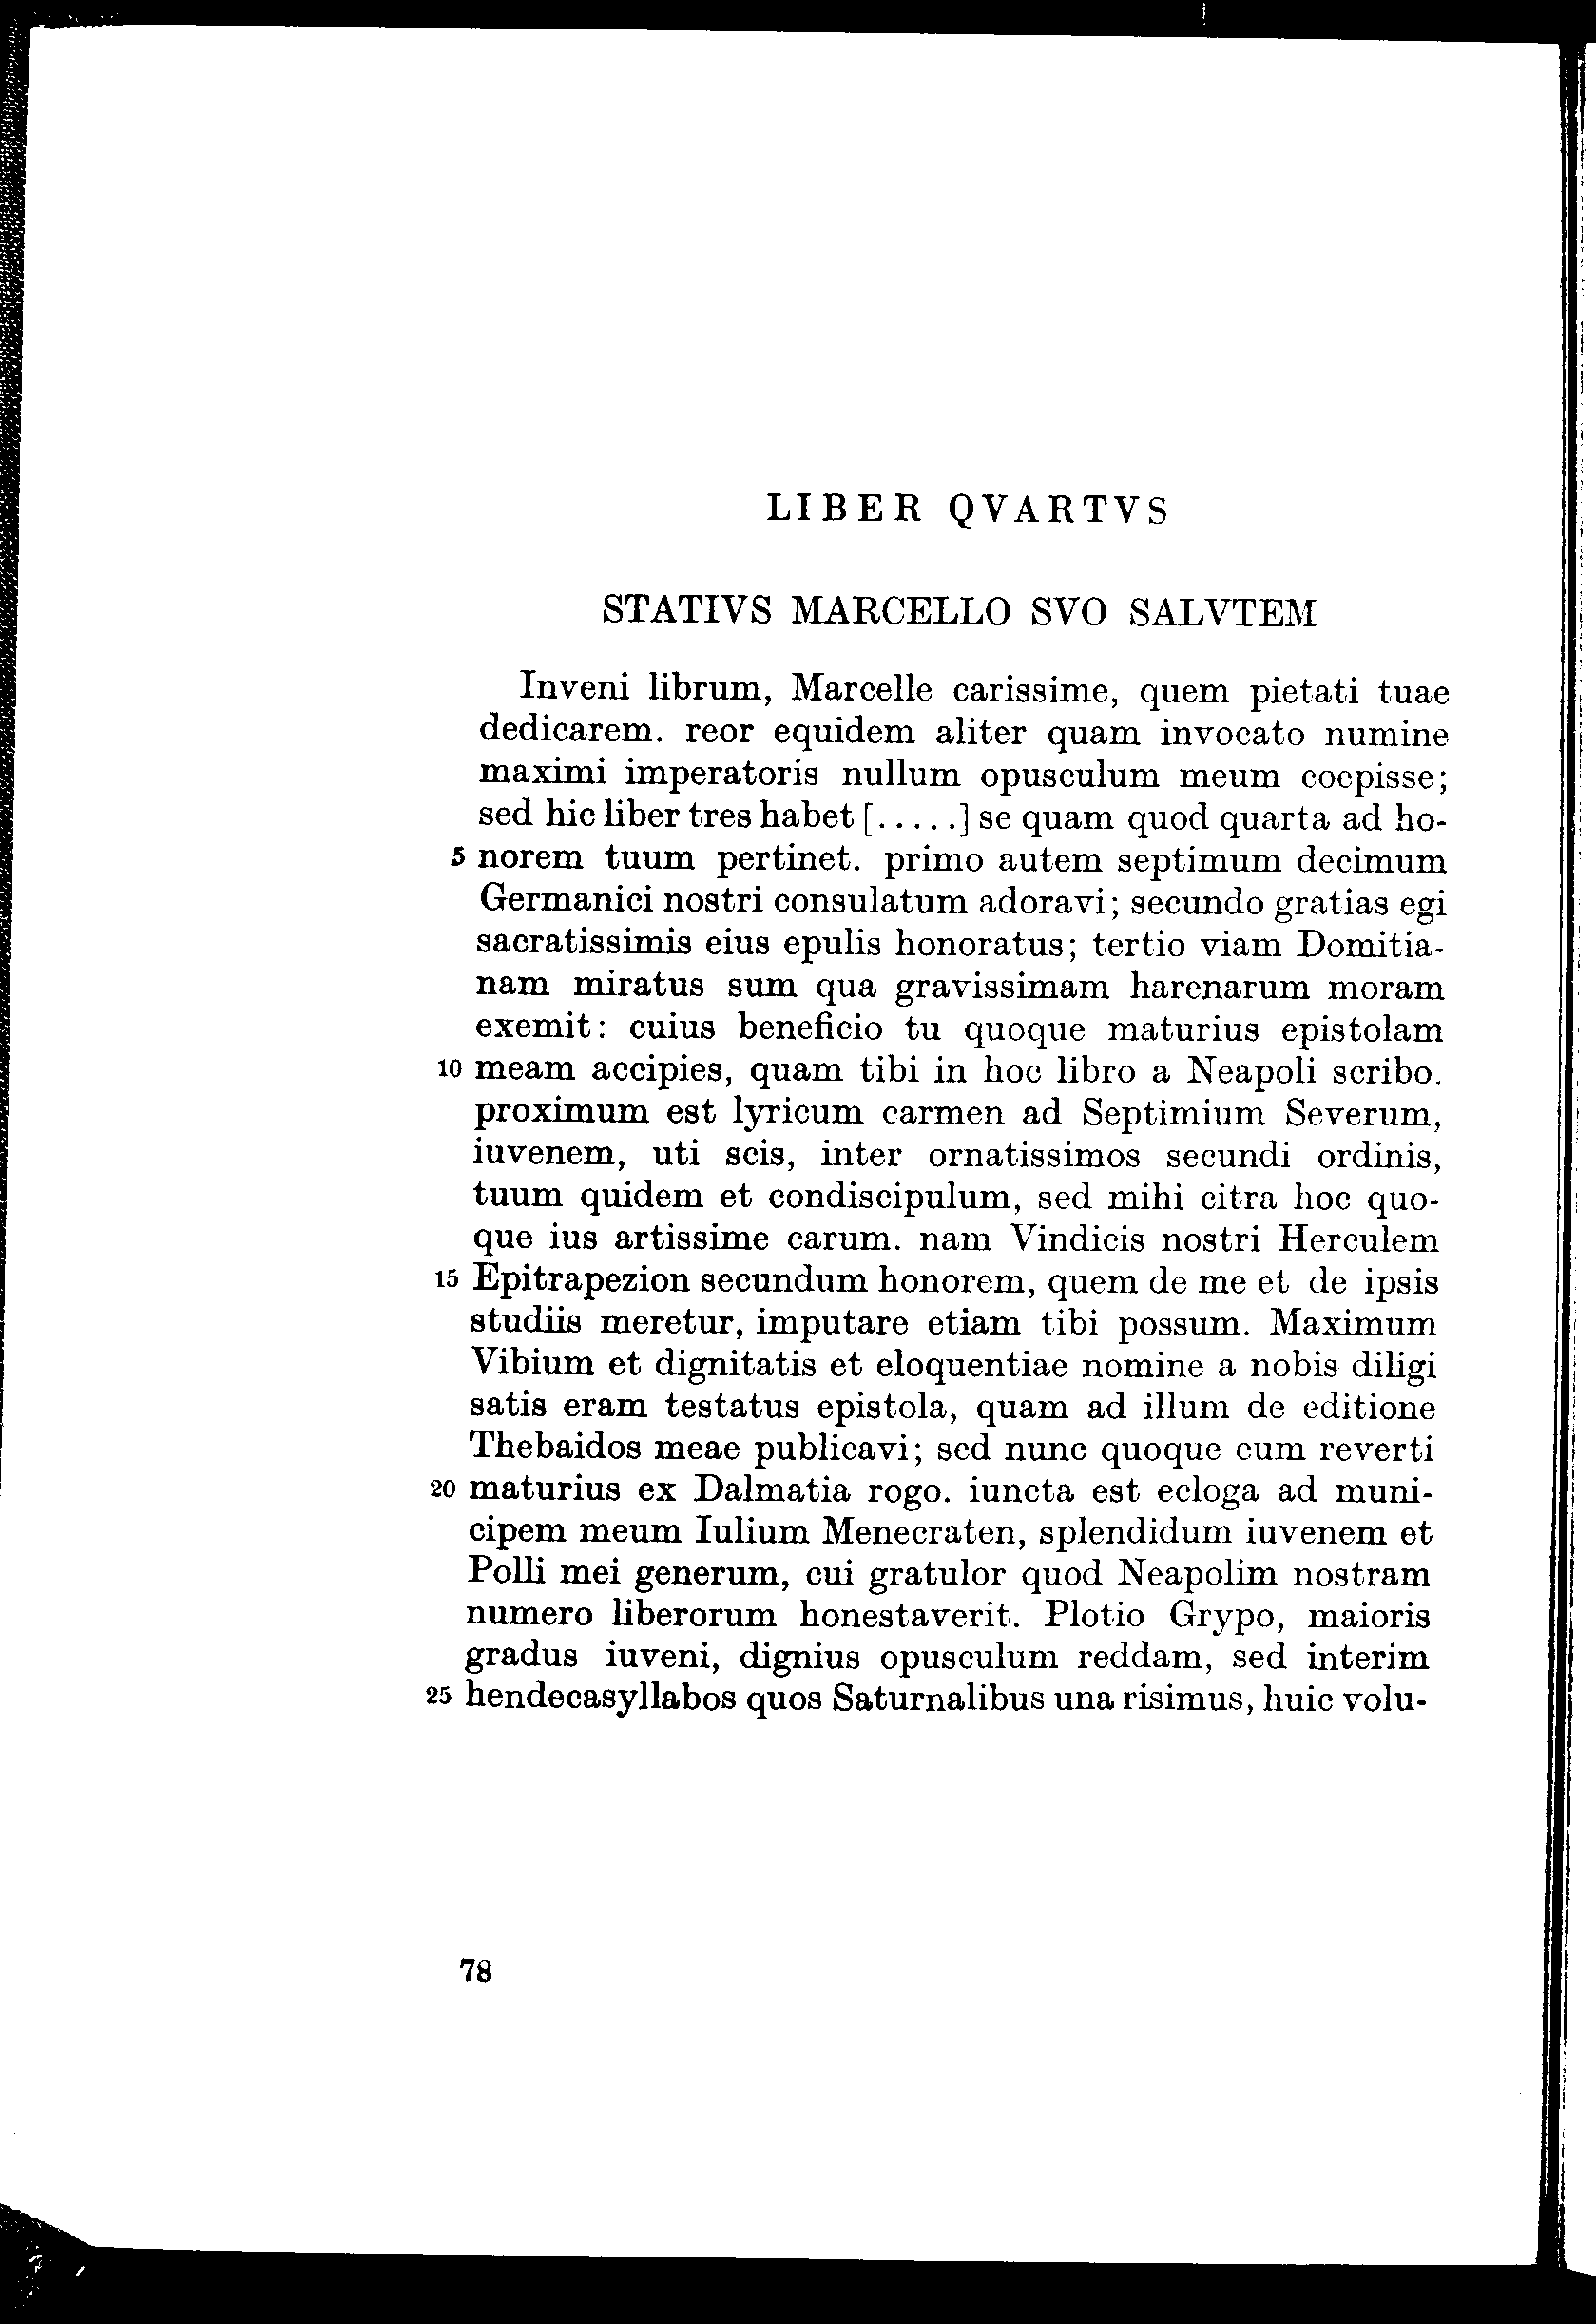 LIBER QVARTVS
STATIVS MARCELLO SVO SALVTEM
Inveni librum, Marcelle carissime, quem pietati tuae
dedicarem. reor equidem aliter quam invocato numine
maximi imperatoris nullum opusculum meum coepisse;
sed hic liber tres habet [.....] se quam quod quarta ad ho-
5 norem tuum pertinet. primo autem septimum decimum
Germanici nostri consulatum adoravi; secundo gratias egi
sacratissimis eius epulis honoratus; tertio viam Domitia-
nam miratus sum qua gravissimam harenarum moram
exemit: cuius beneficio tu quoque maturius epistolam
10 meam accipies, quam tibi in hoc libro a Neapoli scribo.
proximum est lyricum carmen ad Septimium Severum,
iuvenem, uti scis, inter ornatissimos secundi ordinis,
tuum quidem et condiscipulum, sed mihi citra hoc quo-
que ius artissime carum. nam Vindicis nostri Herculem
15 Epitrapezion secundum honorem, quem de me et de ipsis
studiis meretur, imputare etiam tibi possum. Maximum
Vibium et dignitatis et eloquentiae nomine a nobis diligi
satis eram testatus epistola, quam ad illum de editione
Thebaidos meae publicavi; sed nunc quoque eum reverti
20 maturius ex Dalmatia rogo. iuncta est ecloga ad muni-
cipem meum Iulium Menecraten, splendidum iuvenem et
Polli mei generum, cui gratulor quod Neapolim nostram
numero liberorum honestaverit. Plotio Grypo, maioris
gradus iuveni, dignius opusculum reddam, sed interim
25 hendecasyllabos quos Saturnalibus una risimus, huic volu-
78